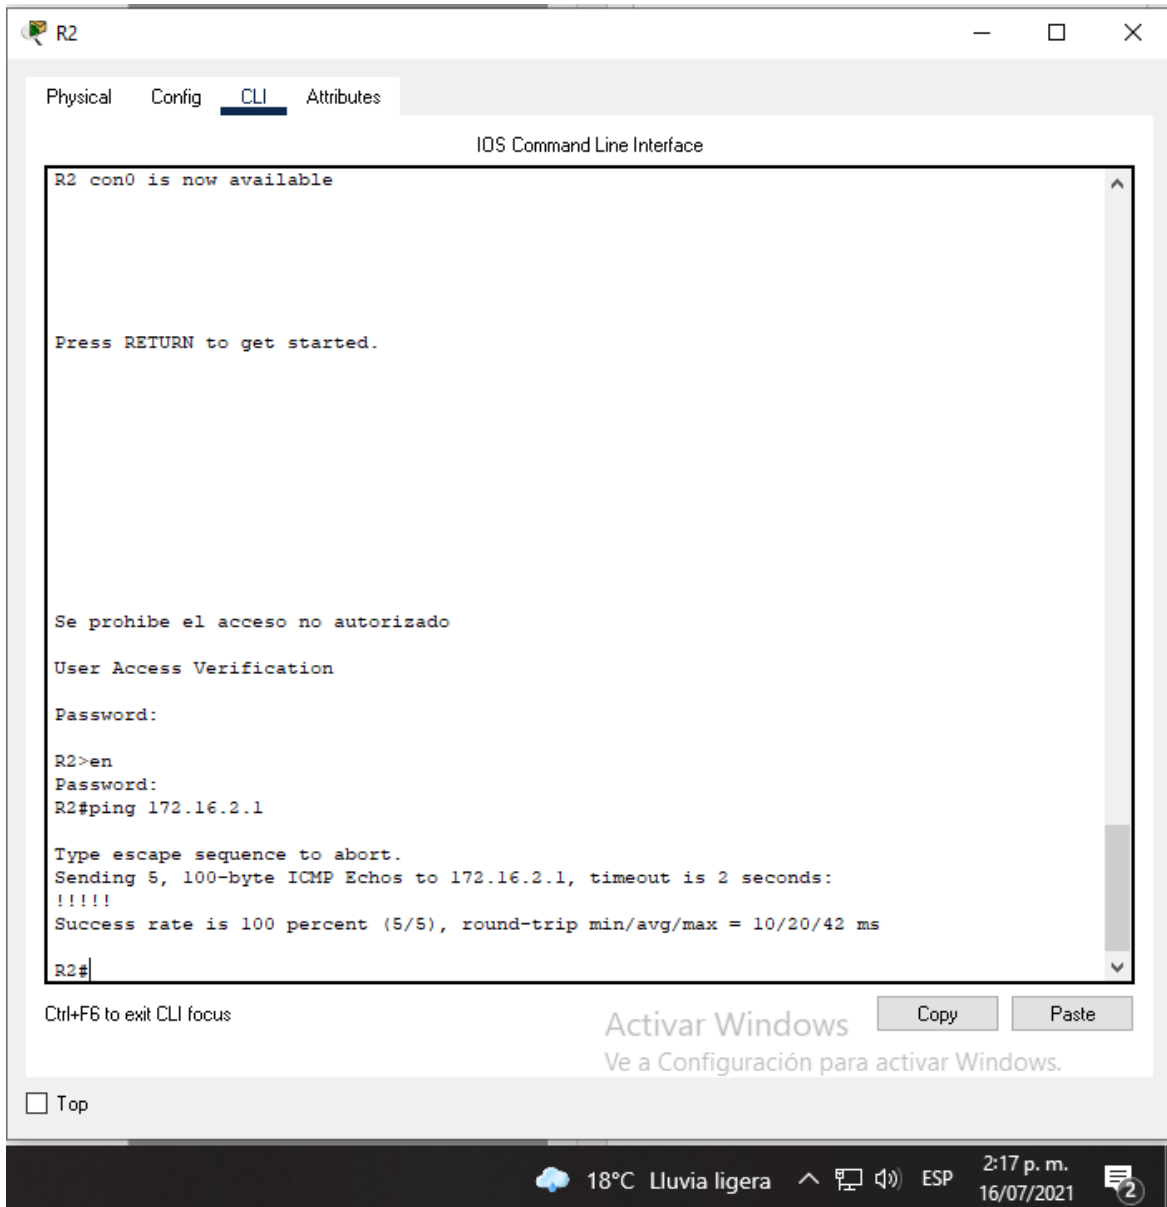 R2
Physical Config CLI Attributes
IOS Command Line Interface
R2 con0 is now available
Press RETURN to get started.
Se prohibe el acceso no autorizado
User Access Verification
Password:
R2>en
Password:
R2#ping 172.16.2.1
Type escape sequence to abort.
Sending 5, 100-byte ICMP Echos to 172.16.2.1, timeout is 2 seconds:
!!!!!
Success rate is 100 percent (5/5), round-trip min/avg/max = 10/20/42 ms
R2#
Ctrl+F6 to exit CLI focus
Copy
Paste
Activar Windows
Ve a Configuración para activar Windows.
Top
18°C Lluvia ligera
ESP
2:17 p. m.
16/07/2021
2